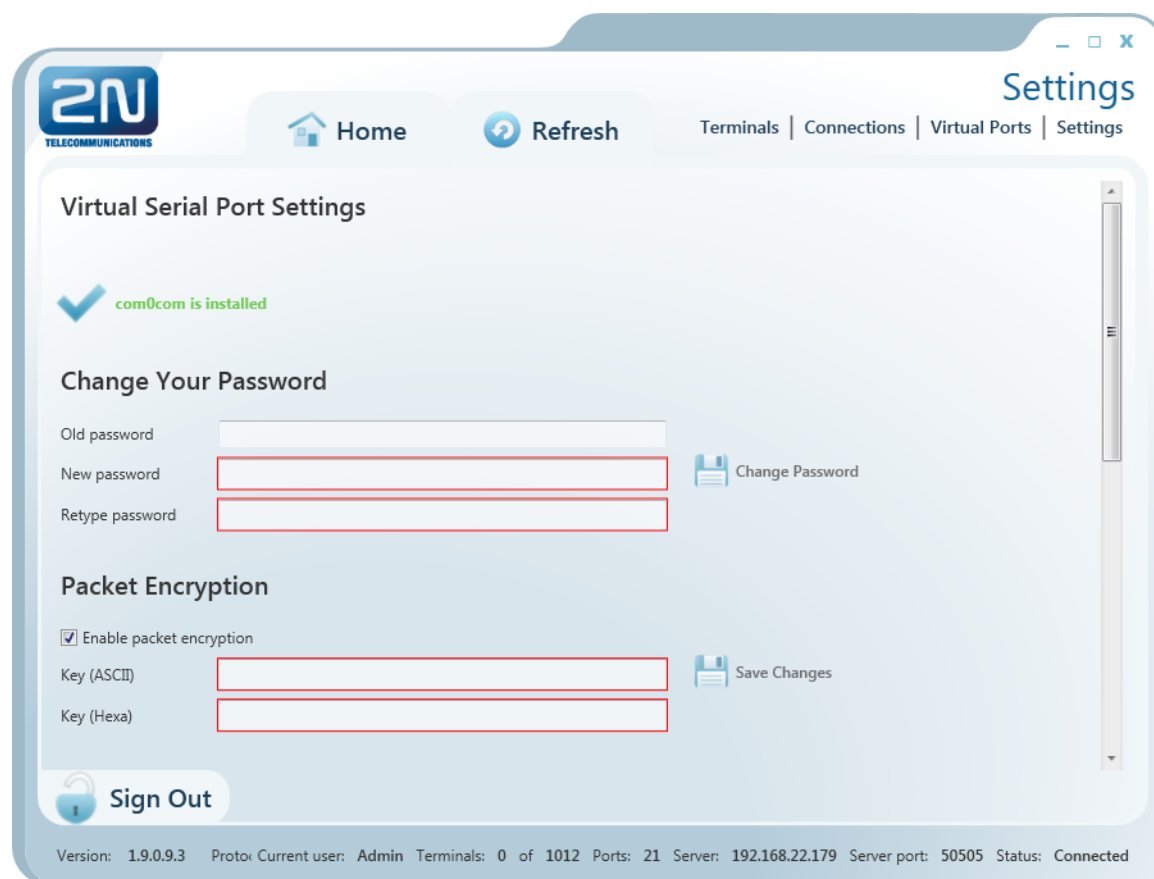 2N
TELECOMMUNICATIONS
Home
Refresh
Settings
Terminals | Connections | Virtual Ports | Settings
Virtual Serial Port Settings
com0com is installed
Change Your Password
Old password
New password
Change Password
Retype password
Packet Encryption
Enable packet encryption
Key (ASCII)
Save Changes
Key (Hexa)
Sign Out
Version: 1.9.0.9.3 Protoc Current user: Admin Terminals: 0 of 1012 Ports: 21 Server: 192.168.22.179 Server port: 50505 Status: Connected